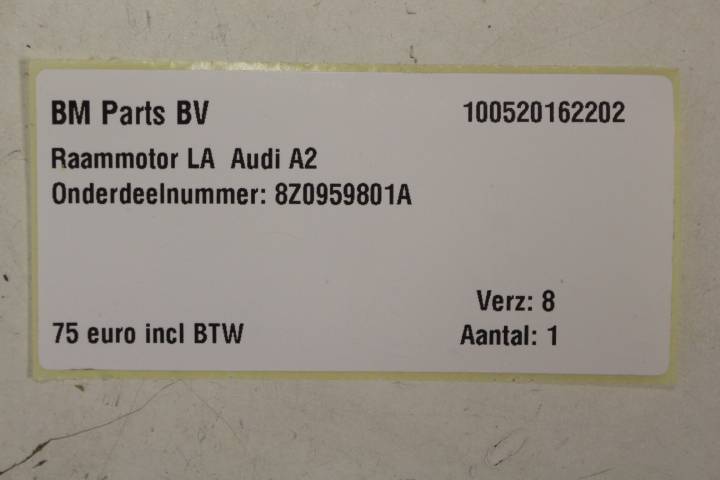 BM Parts BV 100520162202
Raammotor LA Audi A2
Onderdeelnummer: 8Z0959801A
Verz: 8
75 euro incl BTW Aantal: 1